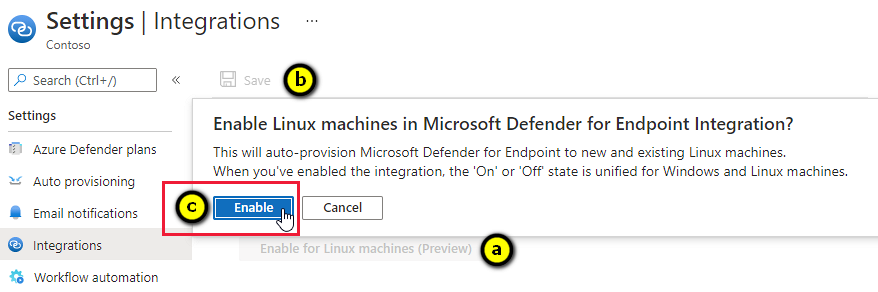 Settings | Integrations ...
Contoso
Search (Ctrl+/) «
Save b
Settings
Azure Defender plans
Auto provisioning
Email notifications
Integrations
Workflow automation
Enable Linux machines in Microsoft Defender for Endpoint Integration?
This will auto-provision Microsoft Defender for Endpoint to new and existing Linux machines.
When you've enabled the integration, the 'On' or 'Off' state is unified for Windows and Linux machines.
c Enable Cancel
Enable for Linux machines (Preview) a